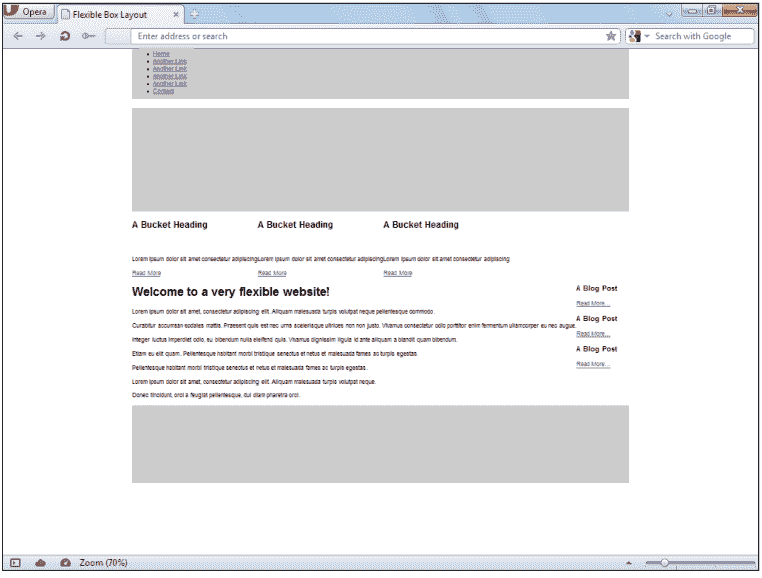 Opera
Flexible Box Layout
Enter address or search
Search with Google
Home
Another Link
Another Link
Another Link
Another Link
Contact
A Bucket Heading A Bucket Heading A Bucket Heading
Lorem ipsum dolor sit amet consectetur adipiscing Lorem ipsum dolor sit amet consectetur adipiscing Lorem ipsum dolor sit amet consectetur adipiscing
Read More Read More Read More
Welcome to a very flexible website!
Lorem ipsum dolor sit amet, consectetur adipiscing elit. Aliquam malesuada turpis volutpat neque pellentesque commodo.
Curabitur accumsan sodales mattis. Praesent quis est nec urna scelerisque ultrices non non justo. Vivamus consectetur odio porttitor enim fermentum ullamcorper eu nec augue.
Integer luctus imperdiet odio, eu bibendum nulla eleifend quis. Vivamus dignissim ligula id ante aliquam a blandit quam bibendum.
Etiam eu elit quam. Pellentesque habitant morbi tristique senectus et netus et malesuada fames ac turpis egestas.
Pellentesque habitant morbi tristique senectus et netus et malesuada fames ac turpis egestas.
Lorem ipsum dolor sit amet, consectetur adipiscing elit. Aliquam malesuada turpis volutpat neque.
Donec tincidunt, orci a feugiat pellentesque, dui diam pharetra orci.
A Blog Post
Read More...
A Blog Post
Read More...
A Blog Post
Read More...
Zoom (70%)